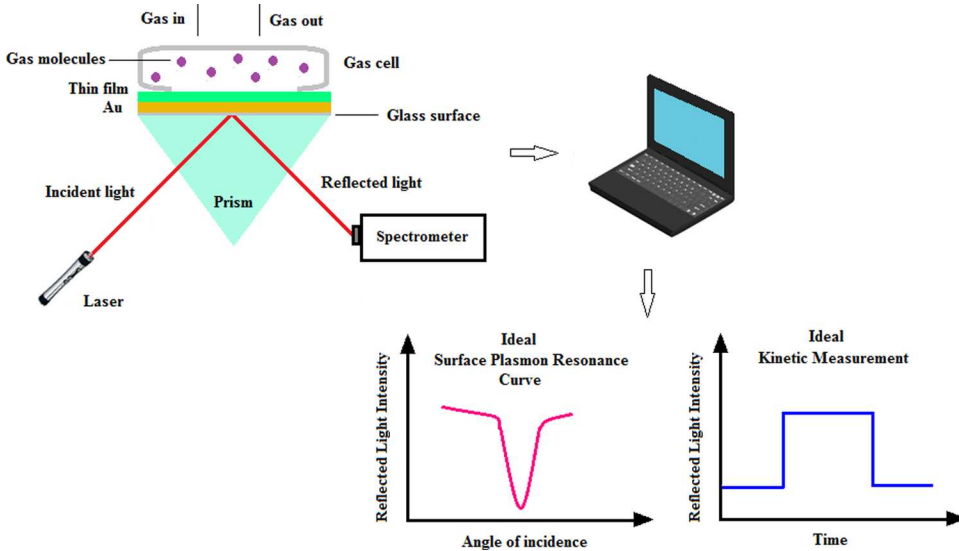 Gas in
Gas out
Gas molecules
Gas cell
Thin film
Au
Glass surface
Incident light
Reflected light
Prism
Spectrometer
Laser
Ideal
Surface Plasmon Resonance
Curve
Reflected Light Intensity
Angle of incidence
Ideal
Kinetic Measurement
Reflected Light Intensity
Time